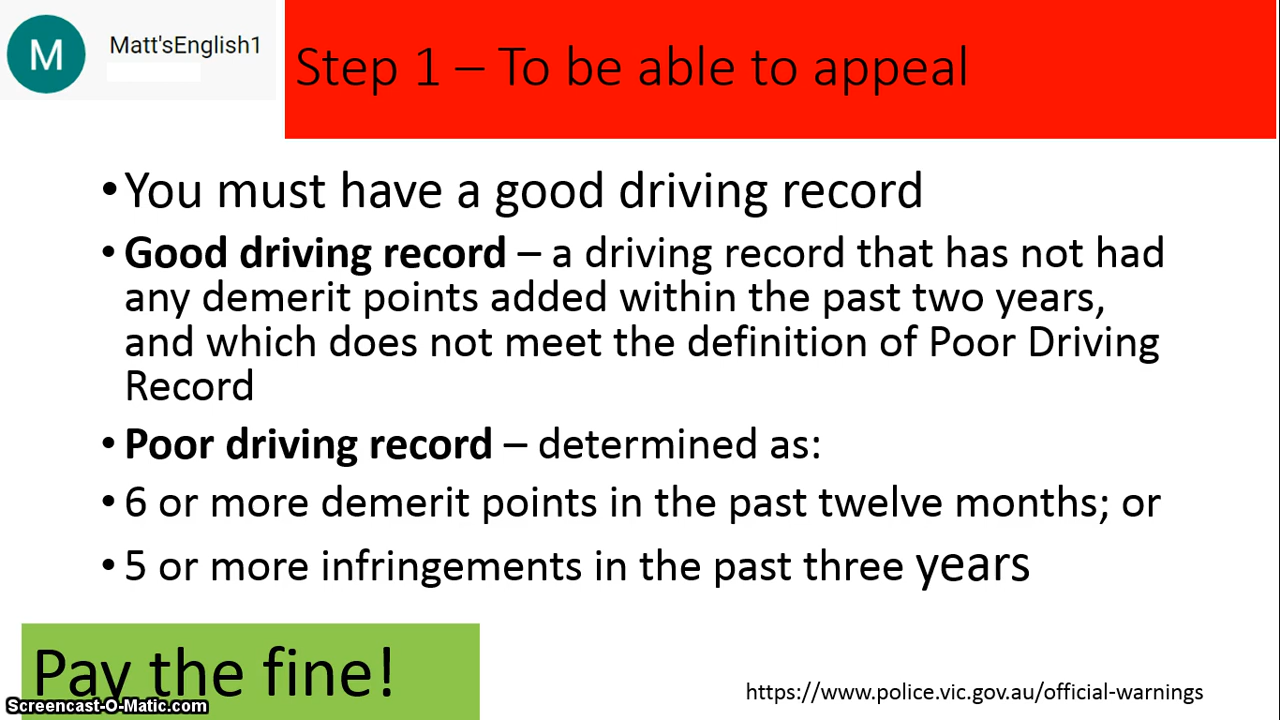 M
Matt'sEnglish1
Step 1 – To be able to appeal
•You must have a good driving record
• Good driving record – a driving record that has not had
any demerit points added within the past two years,
and which does not meet the definition of Poor Driving
Record
• Poor driving record – determined as:
• 6 or more demerit points in the past twelve months; or
• 5 or more infringements in the past three years
Pay the fine!
Screencast-O-Matic.com
https://www.police.vic.gov.au/official-warnings